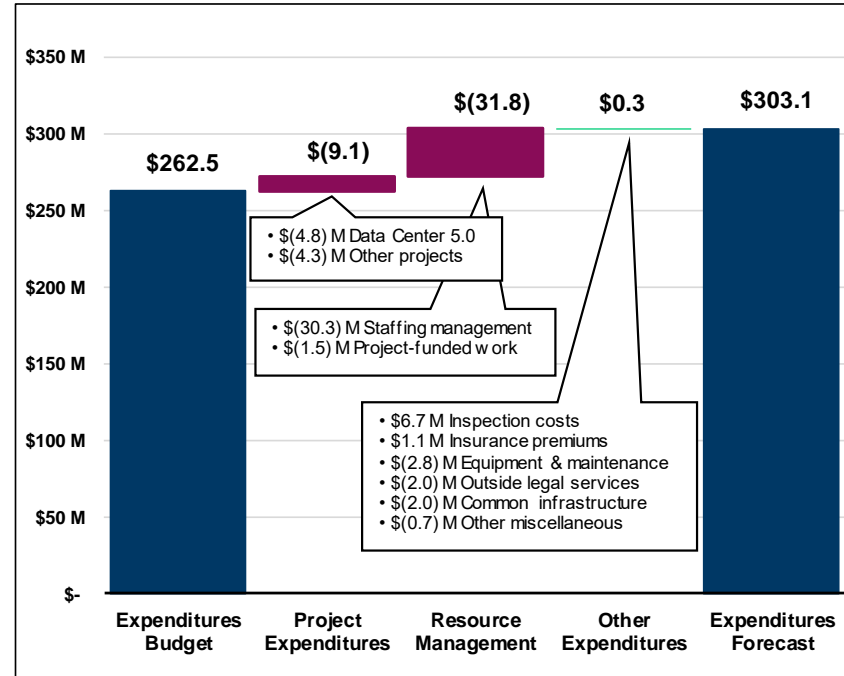 $350 M
$300 M
$250 M
$200 M
$150 M
$100 M
$50 M
$-
$262.5
$(9.1)
$(31.8)
$0.3
$303.1
• $(4.8) M Data Center 5.0
• $(4.3) M Other projects
• $(30.3) M Staffing management
• $(1.5) M Project-funded work
• $6.7 M Inspection costs
• $1.1 M Insurance premiums
• $(2.8) M Equipment & maintenance
• $(2.0) M Outside legal services
• $(2.0) M Common infrastructure
• $(0.7) M Other miscellaneous
Expenditures
Budget
Project
Expenditures
Resource
Management
Other
Expenditures
Expenditures
Forecast